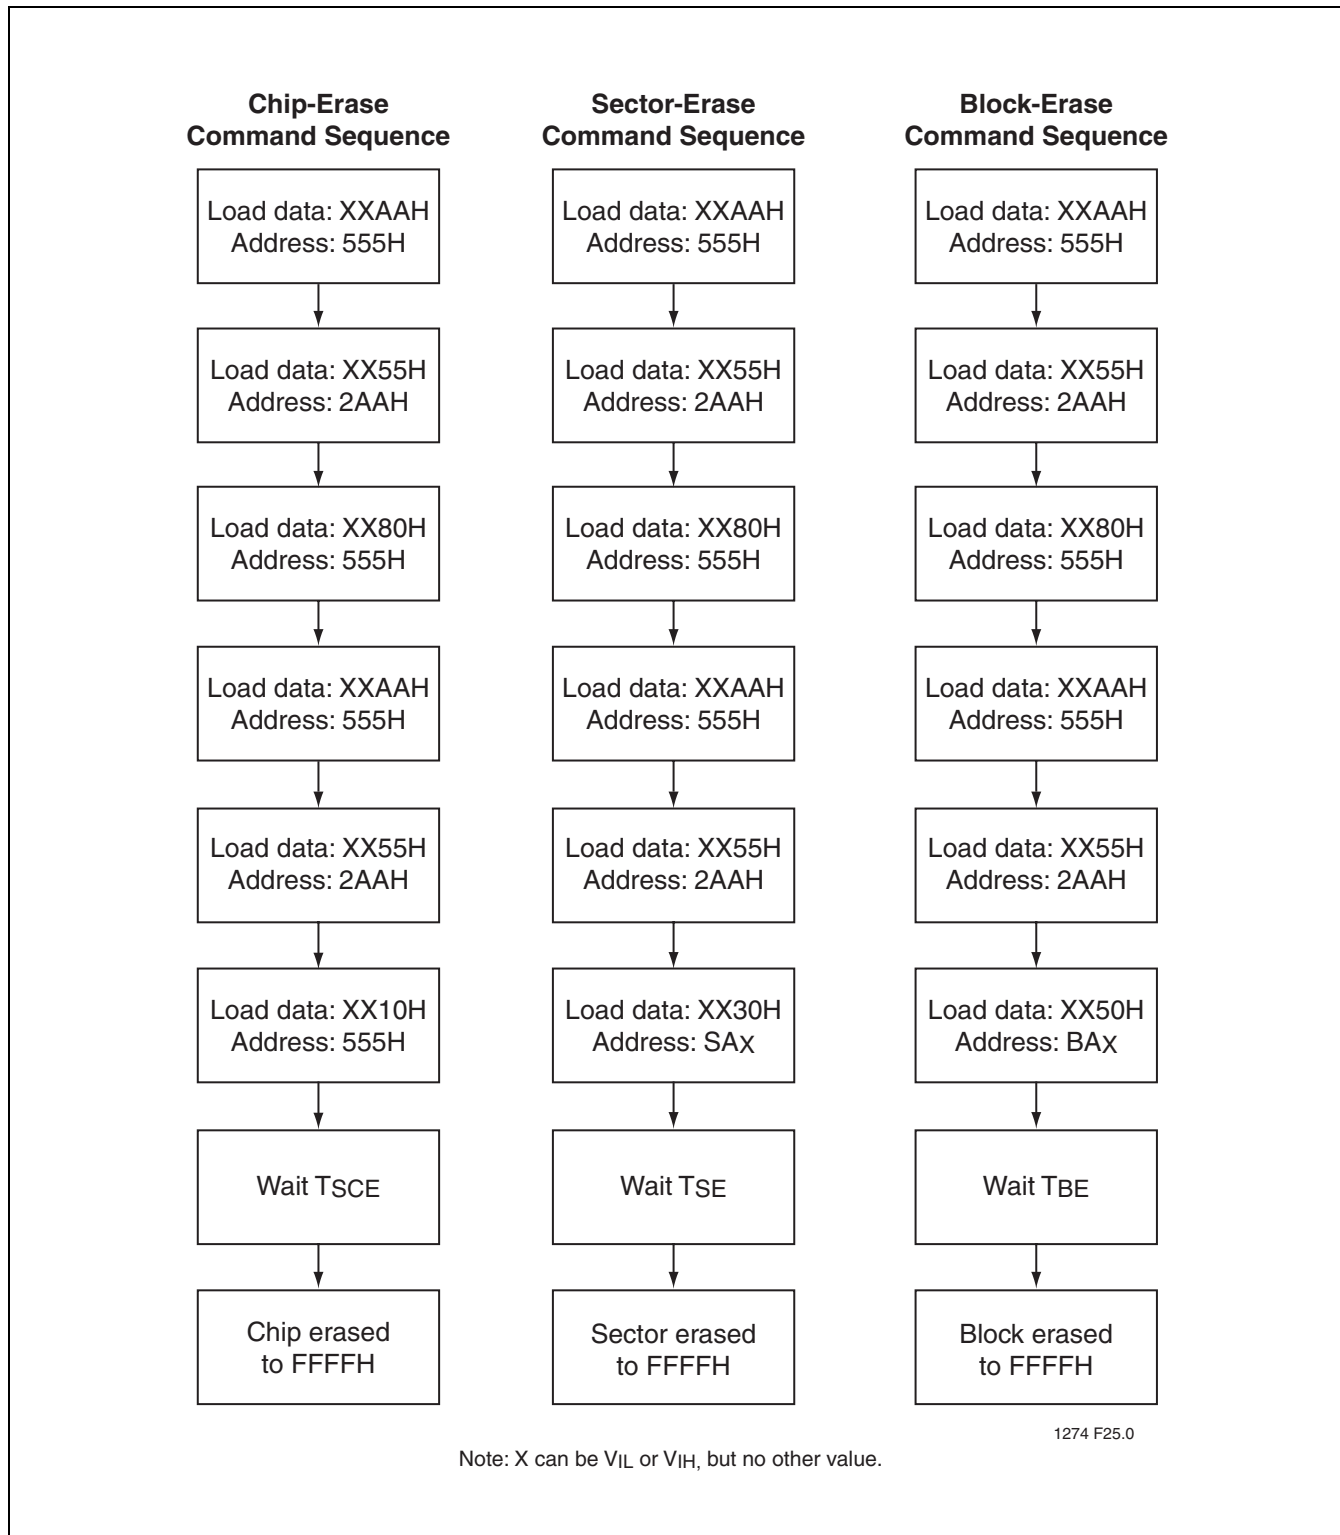 Chip-Erase
Command Sequence
Load data: XXAAH
Address: 555H
Load data: XX55H
Address: 2AAH
Load data: XX80H
Address: 555H
Load data: XXAAH
Address: 555H
Load data: XX55H
Address: 2AAH
Load data: XX10H
Address: 555H
Wait TSCE
Chip erased
to FFFFH
Sector-Erase
Command Sequence
Load data: XXAAH
Address: 555H
Load data: XX55H
Address: 2AAH
Load data: XX80H
Address: 555H
Load data: XXAAH
Address: 555H
Load data: XX55H
Address: 2AAH
Load data: XX30H
Address: SAX
Wait TSE
Sector erased
to FFFFH
Block-Erase
Command Sequence
Load data: XXAAH
Address: 555H
Load data: XX55H
Address: 2AAH
Load data: XX80H
Address: 555H
Load data: XXAAH
Address: 555H
Load data: XX55H
Address: 2AAH
Load data: XX50H
Address: BAX
Wait TBE
Block erased
to FFFFH
1274 F25.0
Note: X can be VIL or VIH, but no other value.